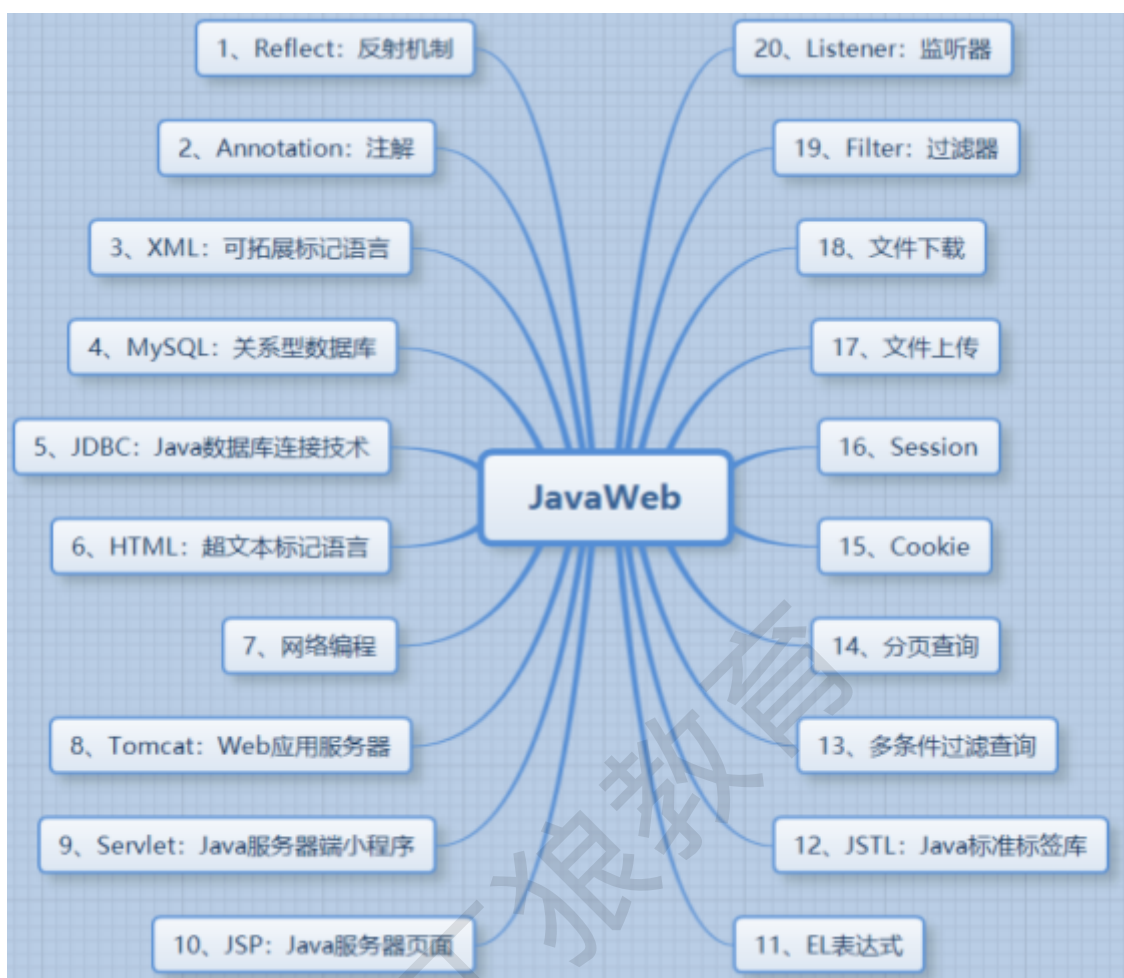 1、Reflect：反射机制
2、Annotation：注解
3、XML：可拓展标记语言
4、MySQL：关系型数据库
5、JDBC：Java数据库连接技术
6、HTML：超文本标记语言
7、网络编程
8、Tomcat：Web应用服务器
9、Servlet：Java服务器端小程序
10、JSP：Java服务器页面
JavaWeb
20、Listener：监听器
19、Filter：过滤器
18、文件下载
17、文件上传
16、Session
15、Cookie
14、分页查询
13、多条件过滤查询
12、JSTL：Java标准标签库
11、EL表达式
狼教育